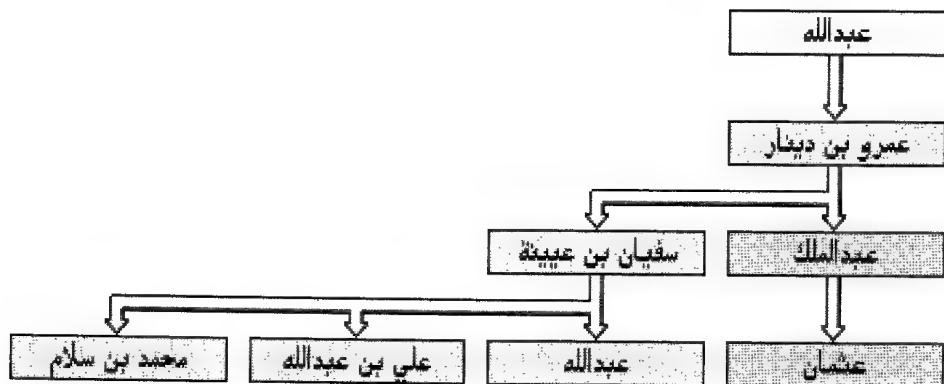 عبدالله
عمرو بن دينار
عبدالملك
سفيان بن عيينة
عثمان
عبدالله
علي بن عبدالله
محمد بن سلام